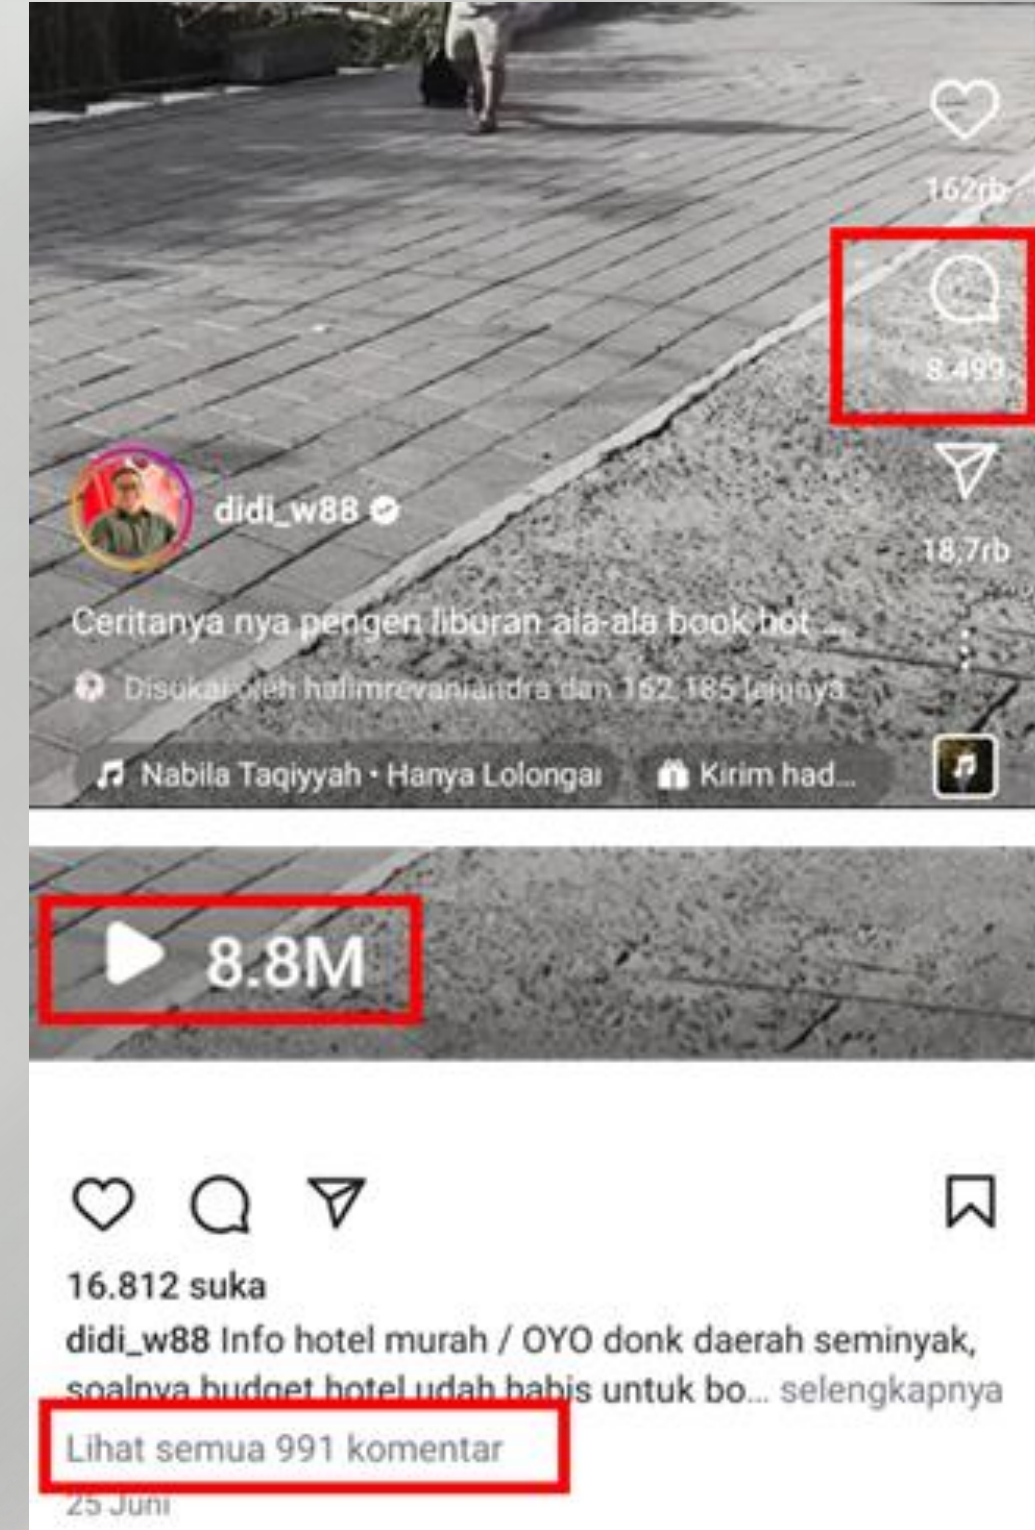 162rb
8.499
didi_w88
18,7rb
Ceritanya nya pengen liburan ala-ala book hot ...
Disukai oleh halimrevaniandra dan 162.185 lainnya
Nabila Taqiyyah • Hanya Lolongan
Kirim had...
8.8M
16.812 suka
didi_w88 Info hotel murah / OYO donk daerah seminyak,
soalnya budget hotel udah habis untuk bo... selengkapnya
Lihat semua 991 komentar
25 Juni